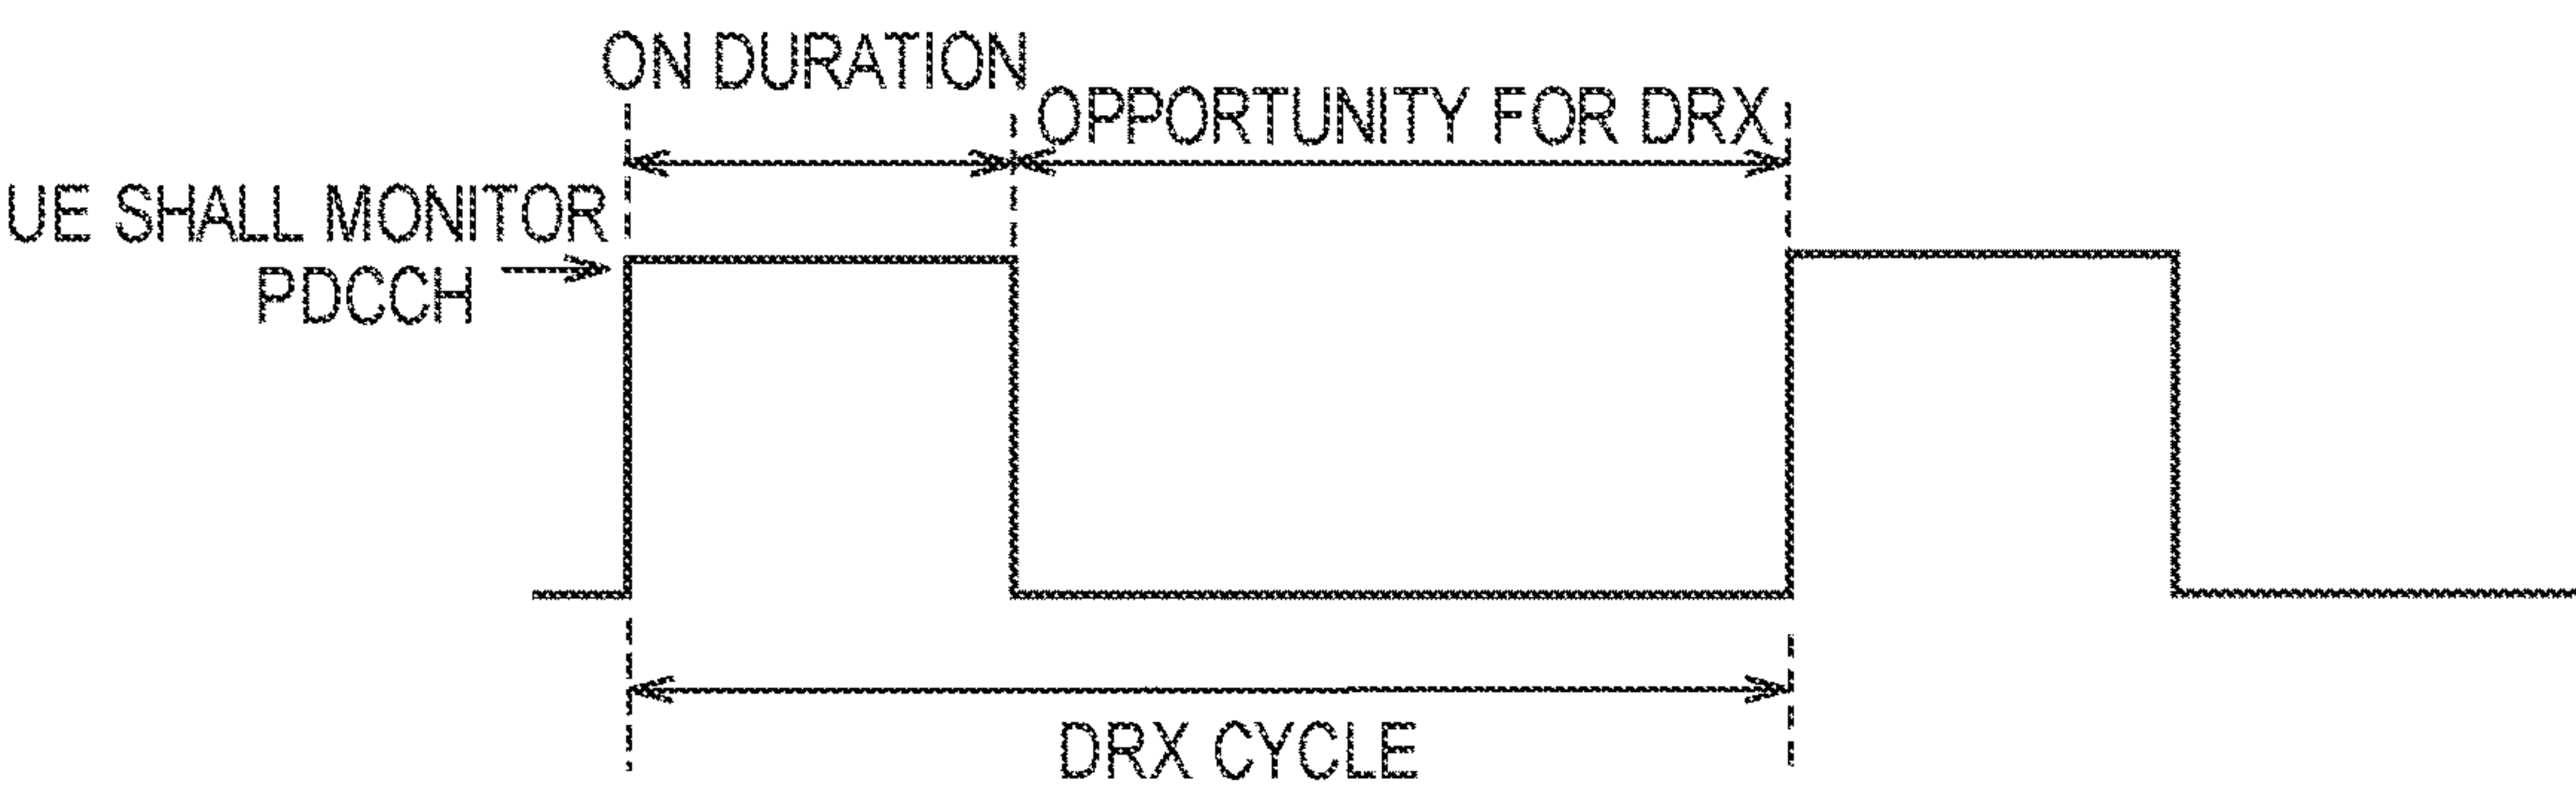 ON DURATION
OPPORTUNITY FOR DRX
UE SHALL MONITOR
PDCCH
DRX CYCLE